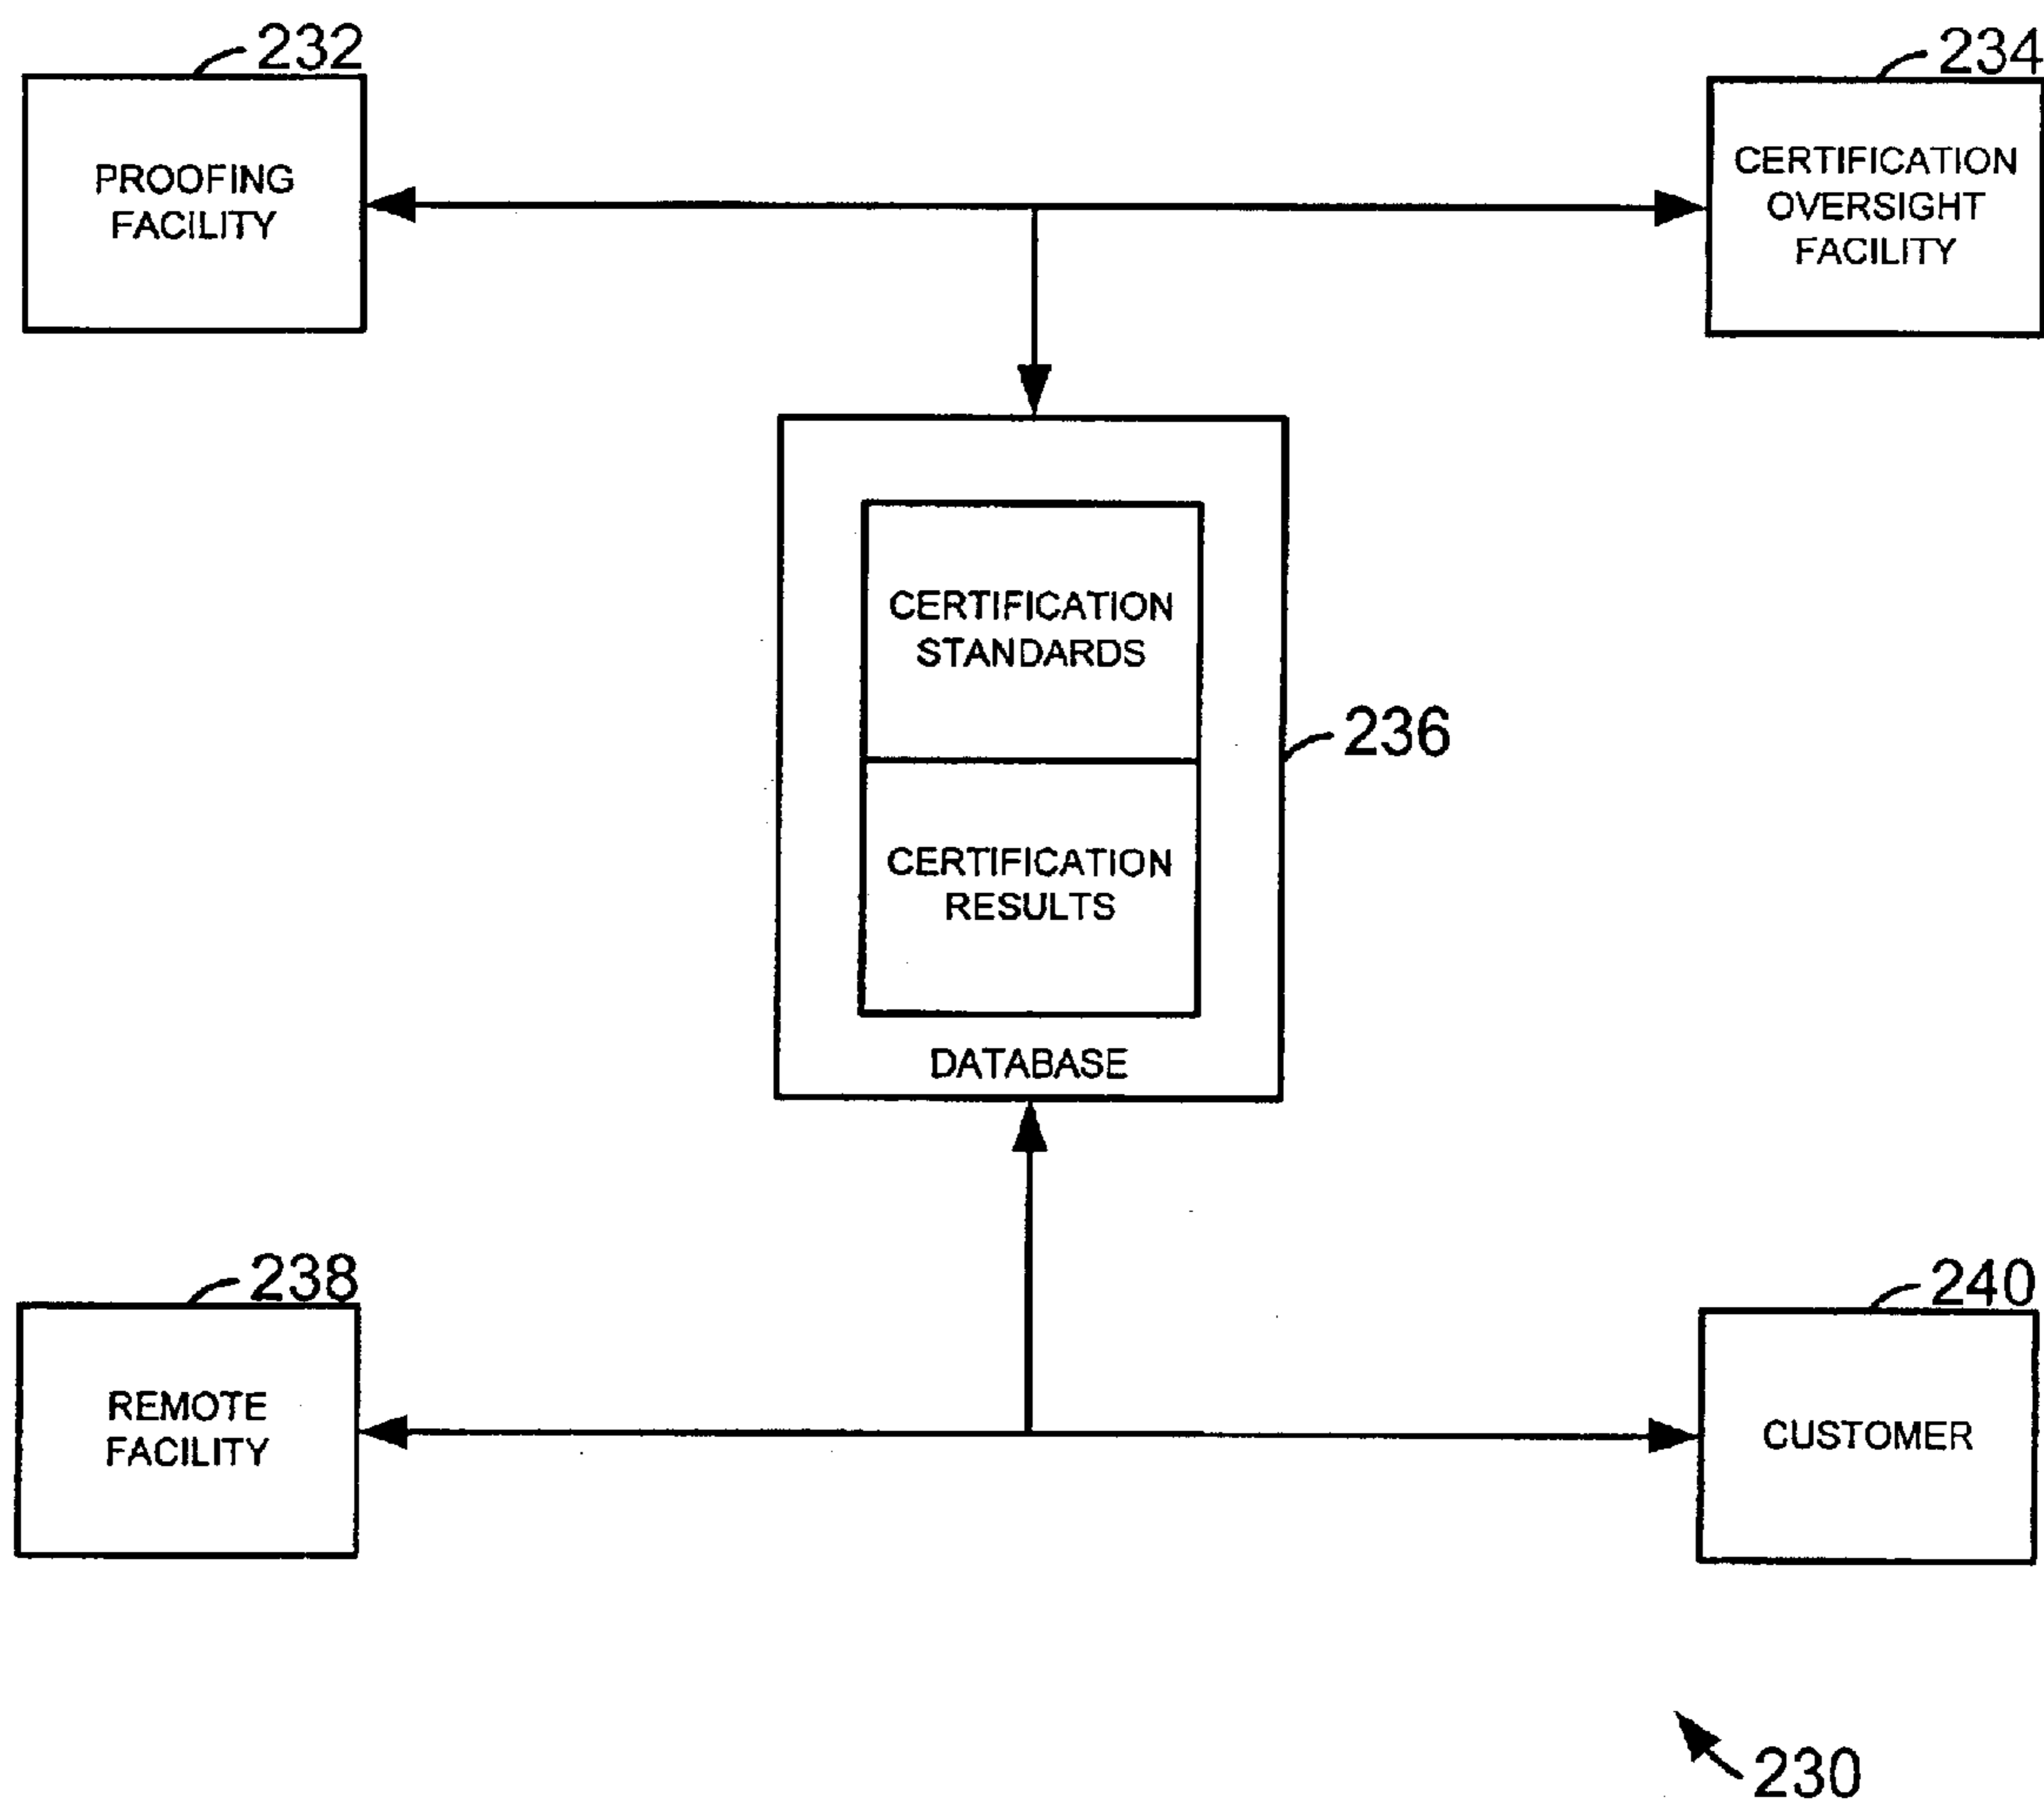 232
234
PROOFING
FACILITY
CERTIFICATION
OVERSIGHT
FACILITY
CERTIFICATION
STANDARDS
236
CERTIFICATION
RESULTS
DATABASE
238
240
REMOTE
FACILITY
CUSTOMER
230